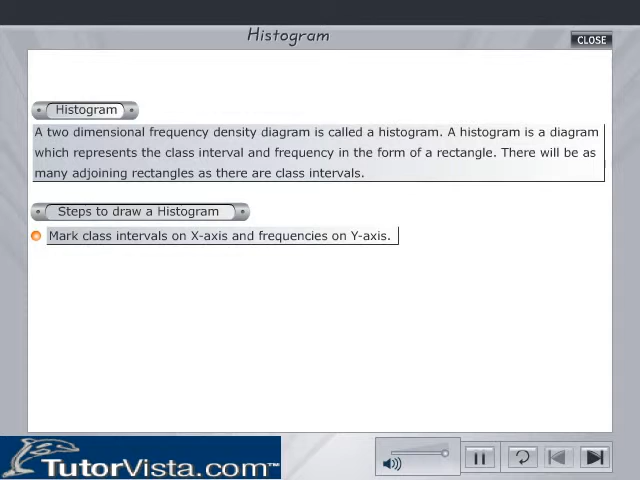 Histogram
CLOSE
Histogram
A two dimensional frequency density diagram is called a histogram. A histogram is a diagram
which represents the class interval and frequency in the form of a rectangle. There will be as
many adjoining rectangles as there are class intervals.
Steps to draw a Histogram
Mark class intervals on X-axis and frequencies on Y-axis.
TutorVista.com™